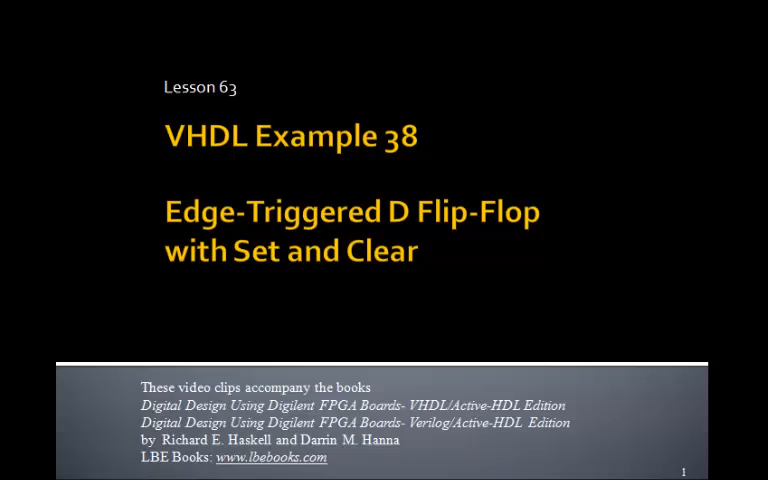 Lesson 63
VHDL Example 38
Edge-Triggered D Flip-Flop
with Set and Clear
These video clips accompany the books
Digital Design Using Digilent FPGA Boards- VHDL/Active-HDL Edition
Digital Design Using Digilent FPGA Boards- Verilog/Active-HDL Edition
by Richard E. Haskell and Darrin M. Hanna
LBE Books: www.lbebooks.com
1